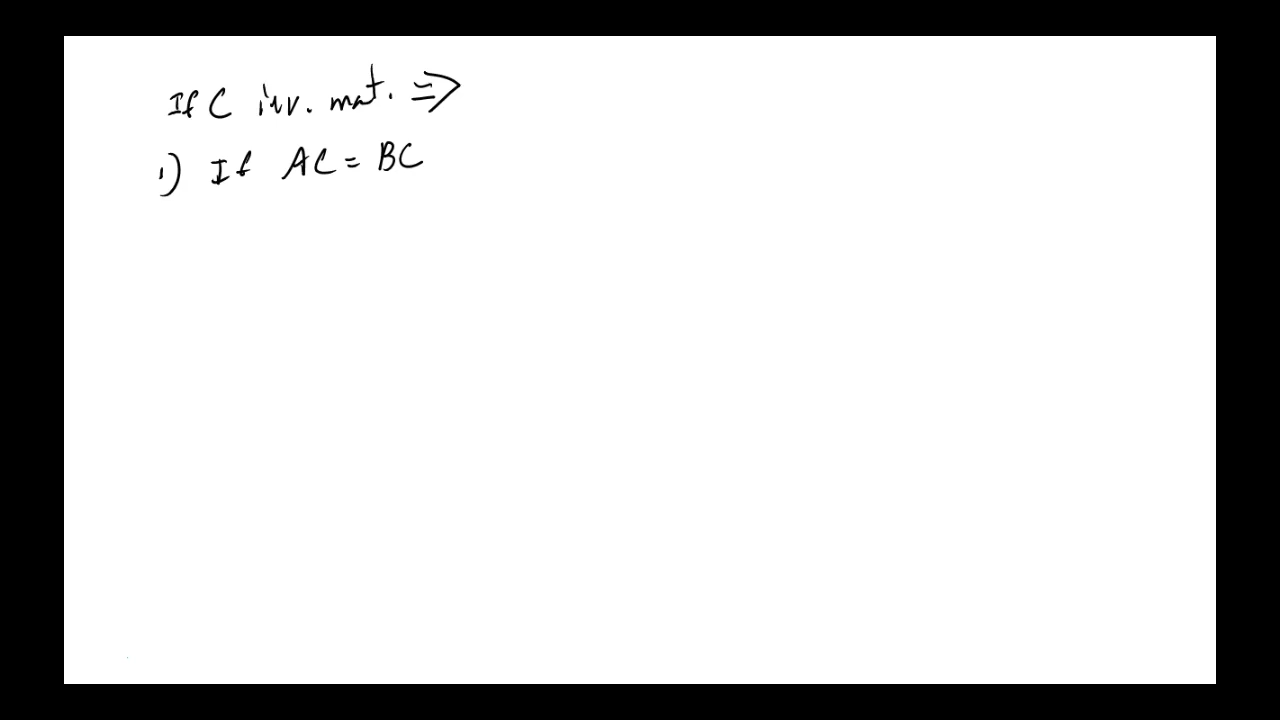 If C inv. mat. ⇒
1) If AC = BC